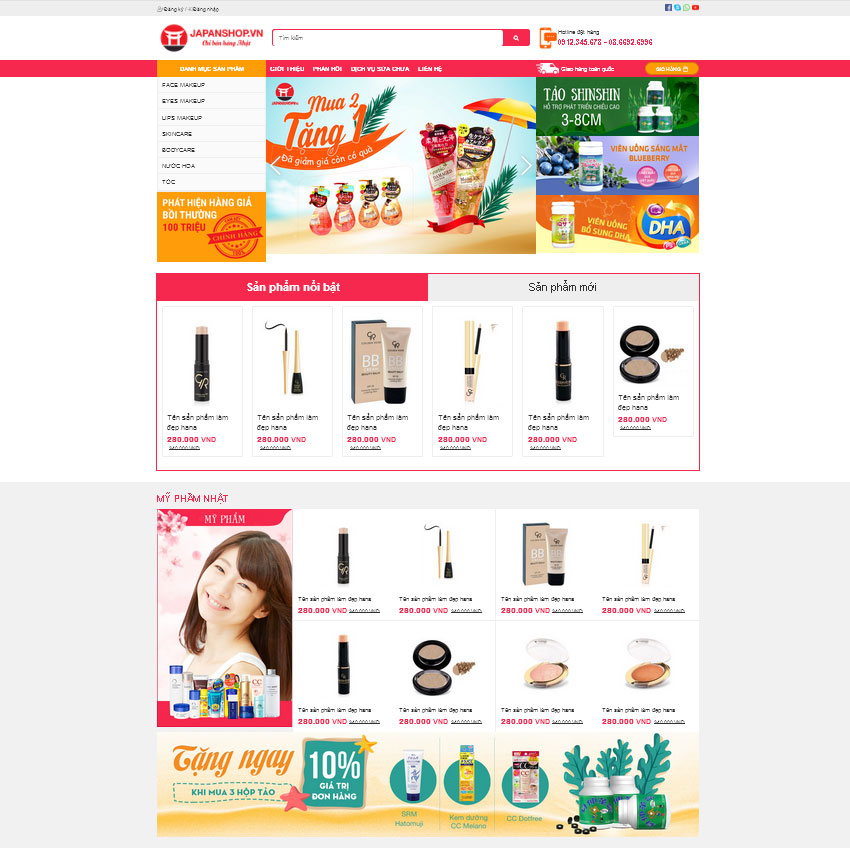 Đăng ký / Đăng nhập
JAPANSHOP.VN
Chỉ bán hàng Nhật
Tìm kiếm
Hotline đặt hàng
0912.345.678 - 08.6692.6996
DANH MỤC SẢN PHẨM
GIỚI THIỆU
PHẢN HỒI
DỊCH VỤ SỬA CHỮA
LIÊN HỆ
Giao hàng toàn quốc
GIỎ HÀNG
FACE MAKEUP
EYES MAKEUP
LIPS MAKEUP
SKINCARE
BODYCARE
NƯỚC HOA
TÓC
PHÁT HIỆN HÀNG GIẢ
BỒI THƯỜNG
100 TRIỆU
CHÍNH HÃNG
Mua 2
Tặng 1
Đã giảm giá còn có quà
TẢO SHINSHIN
HỖ TRỢ PHÁT TRIỂN CHIỀU CAO
3-8CM
VIÊN UỐNG SÁNG MẮT
BLUEBERRY
VIÊN UỐNG
BỔ SUNG DHA
DHA
Sản phẩm nổi bật
Sản phẩm mới
Tên sản phẩm làm
đẹp hana
280.000 VND
340.000 VND
Tên sản phẩm làm
đẹp hana
280.000 VND
340.000 VND
Tên sản phẩm làm
đẹp hana
280.000 VND
340.000 VND
Tên sản phẩm làm
đẹp hana
280.000 VND
340.000 VND
Tên sản phẩm làm
đẹp hana
280.000 VND
340.000 VND
Tên sản phẩm làm
đẹp hana
280.000 VND
340.000 VND
MỸ PHẨM NHẬT
MỸ PHẨM
Tên sản phẩm làm đẹp hana
280.000 VND 340.000 VND
Tên sản phẩm làm đẹp hana
280.000 VND 340.000 VND
Tên sản phẩm làm đẹp hana
280.000 VND 340.000 VND
Tên sản phẩm làm đẹp hana
280.000 VND 340.000 VND
Tên sản phẩm làm đẹp hana
280.000 VND 340.000 VND
Tên sản phẩm làm đẹp hana
280.000 VND 340.000 VND
Tên sản phẩm làm đẹp hana
280.000 VND 340.000 VND
Tên sản phẩm làm đẹp hana
280.000 VND 340.000 VND
Tặng ngay
KHI MUA 3 HỘP TẢO
10%
GIÁ TRỊ
ĐƠN HÀNG
SRM
Hatomuji
Kem dưỡng
CC Melano
CC Dotfree